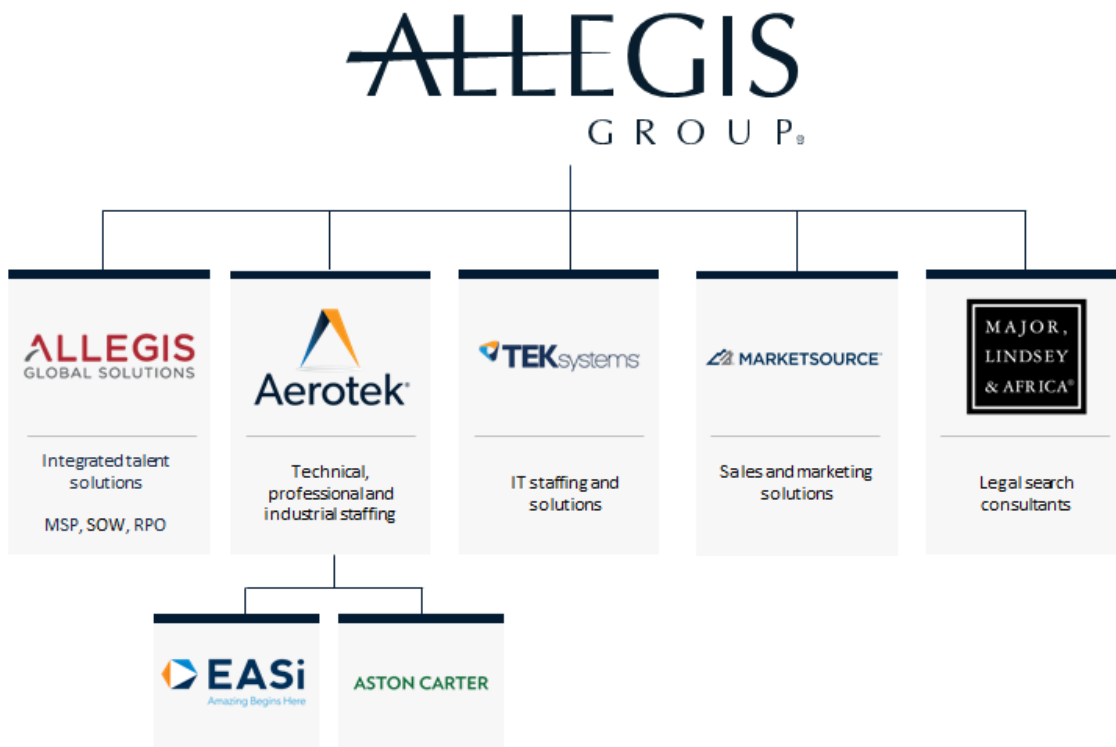 ALLEGIS
GROUP®
ALLEGIS
GLOBAL SOLUTIONS
Integrated talent
solutions
MSP, SOW, RPO
Aerotek®
Technical,
professional and
industrial staffing
TEKsystems
IT staffing and
solutions
MARKETSOURCE
Sales and marketing
solutions
MAJOR,
LINDSEY
& AFRICA®
Legal search
consultants
EASi
Amazing Begins Here
ASTON CARTER